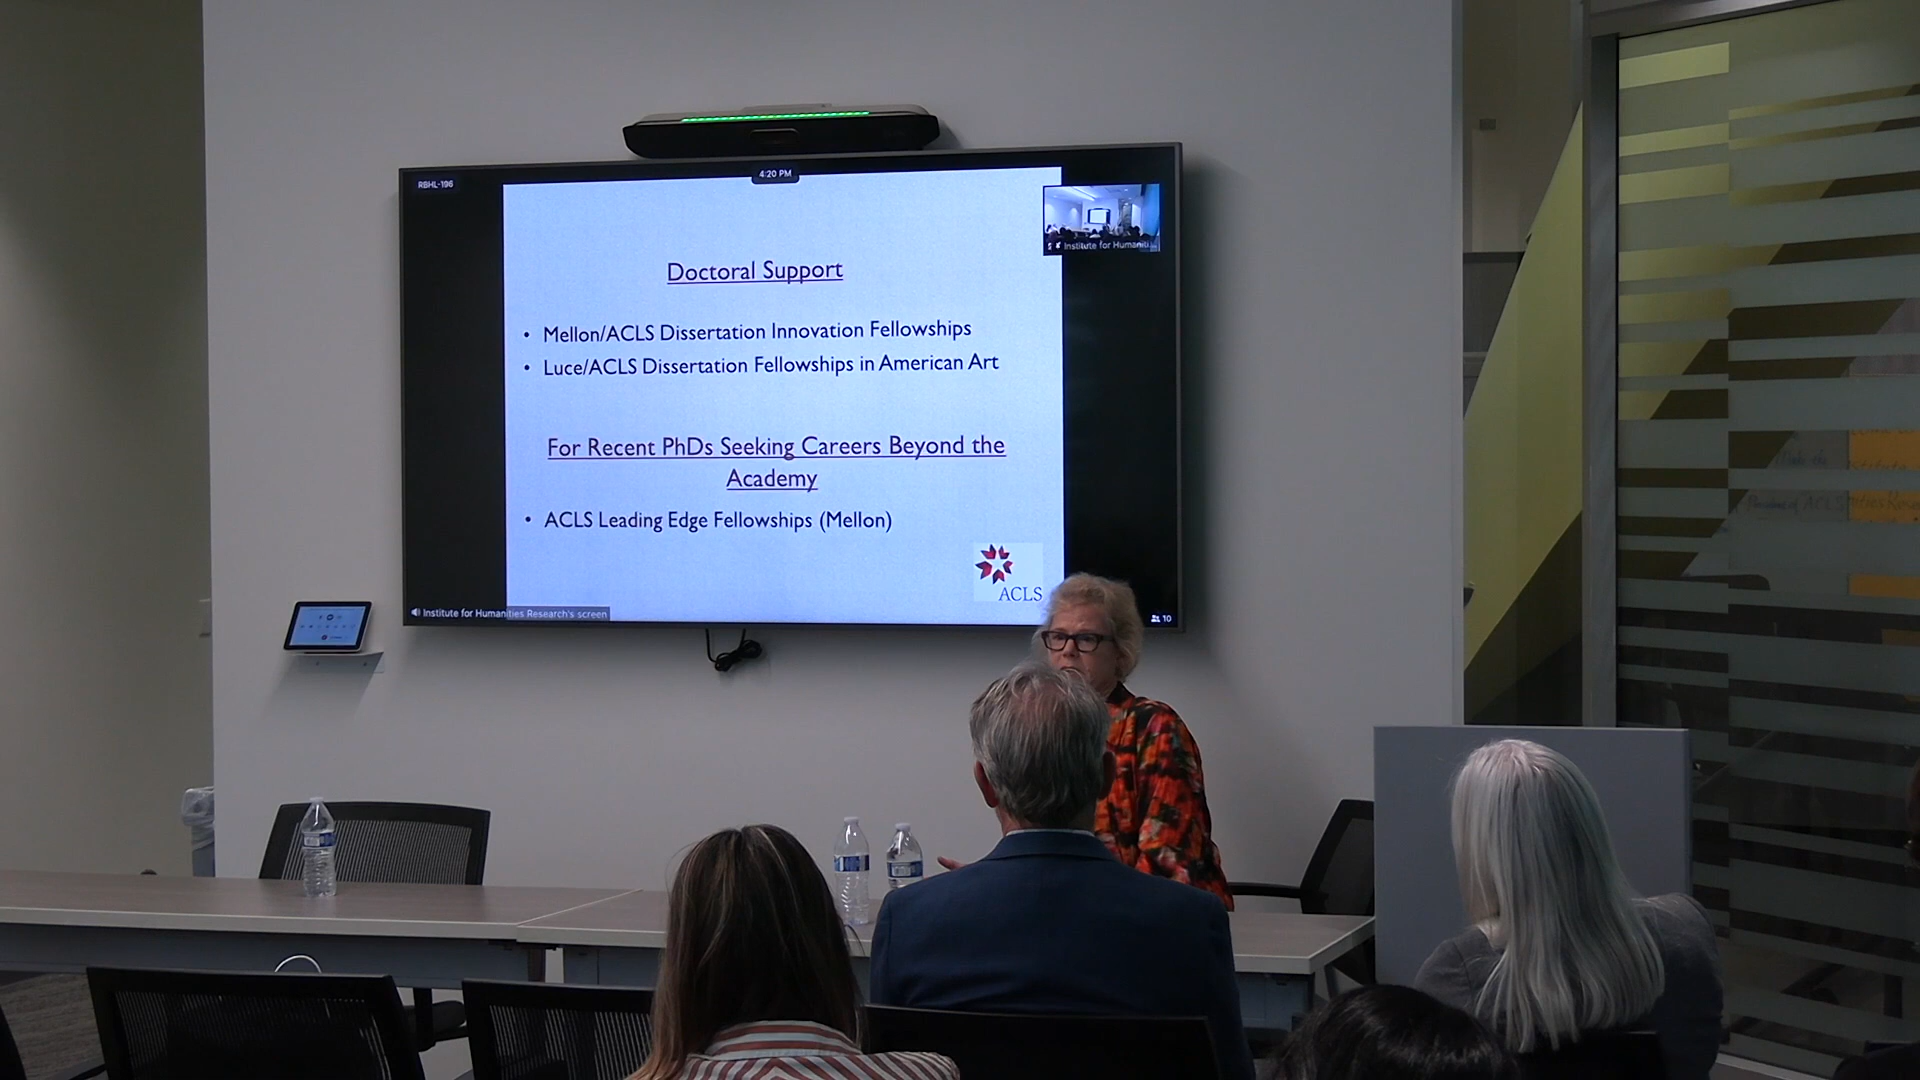 RBHL-196
4:20 PM
Institute for Humaniti...
Doctoral Support
• Mellon/ACLS Dissertation Innovation Fellowships
• Luce/ACLS Dissertation Fellowships in American Art
For Recent PhDs Seeking Careers Beyond the
Academy
• ACLS Leading Edge Fellowships (Mellon)
ACLS
Institute for Humanities Research's screen
10